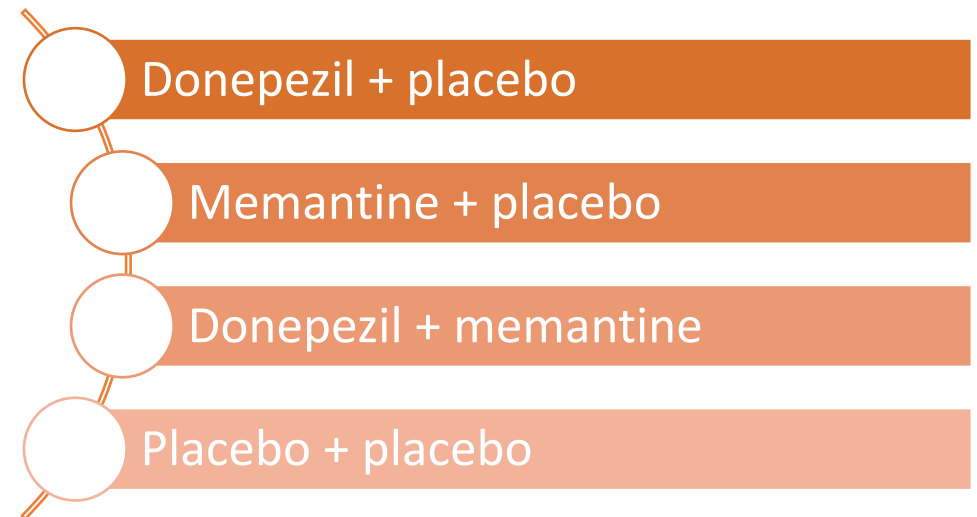 Donepezil + placebo
Memantine + placebo
Donepezil + memantine
Placebo + placebo